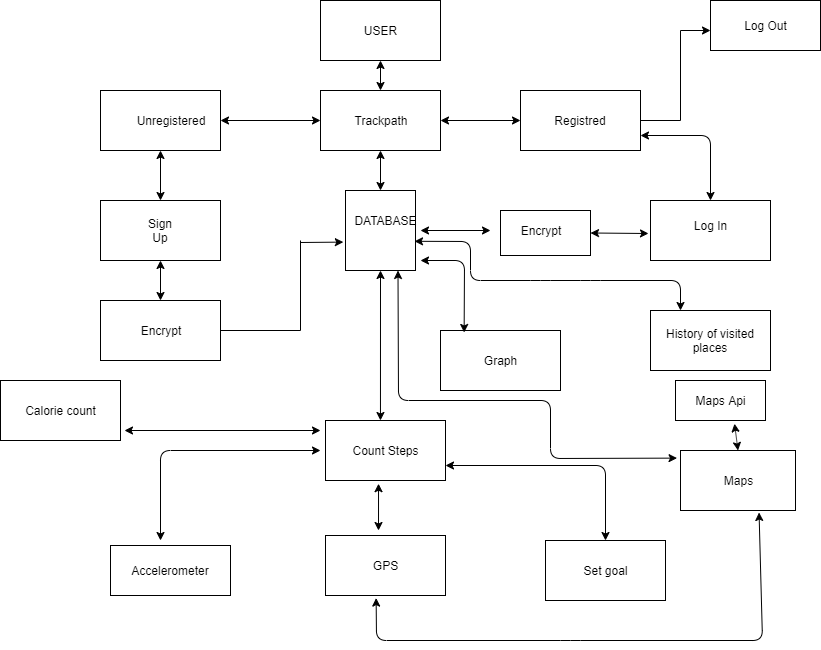 USER
Log Out
Unregistered
Trackpath
Registred
Sign
Up
DATABASE
Encrypt
Log In
Encrypt
History of visited
places
Graph
Calorie count
Maps Api
Count Steps
Maps
Accelerometer
GPS
Set goal